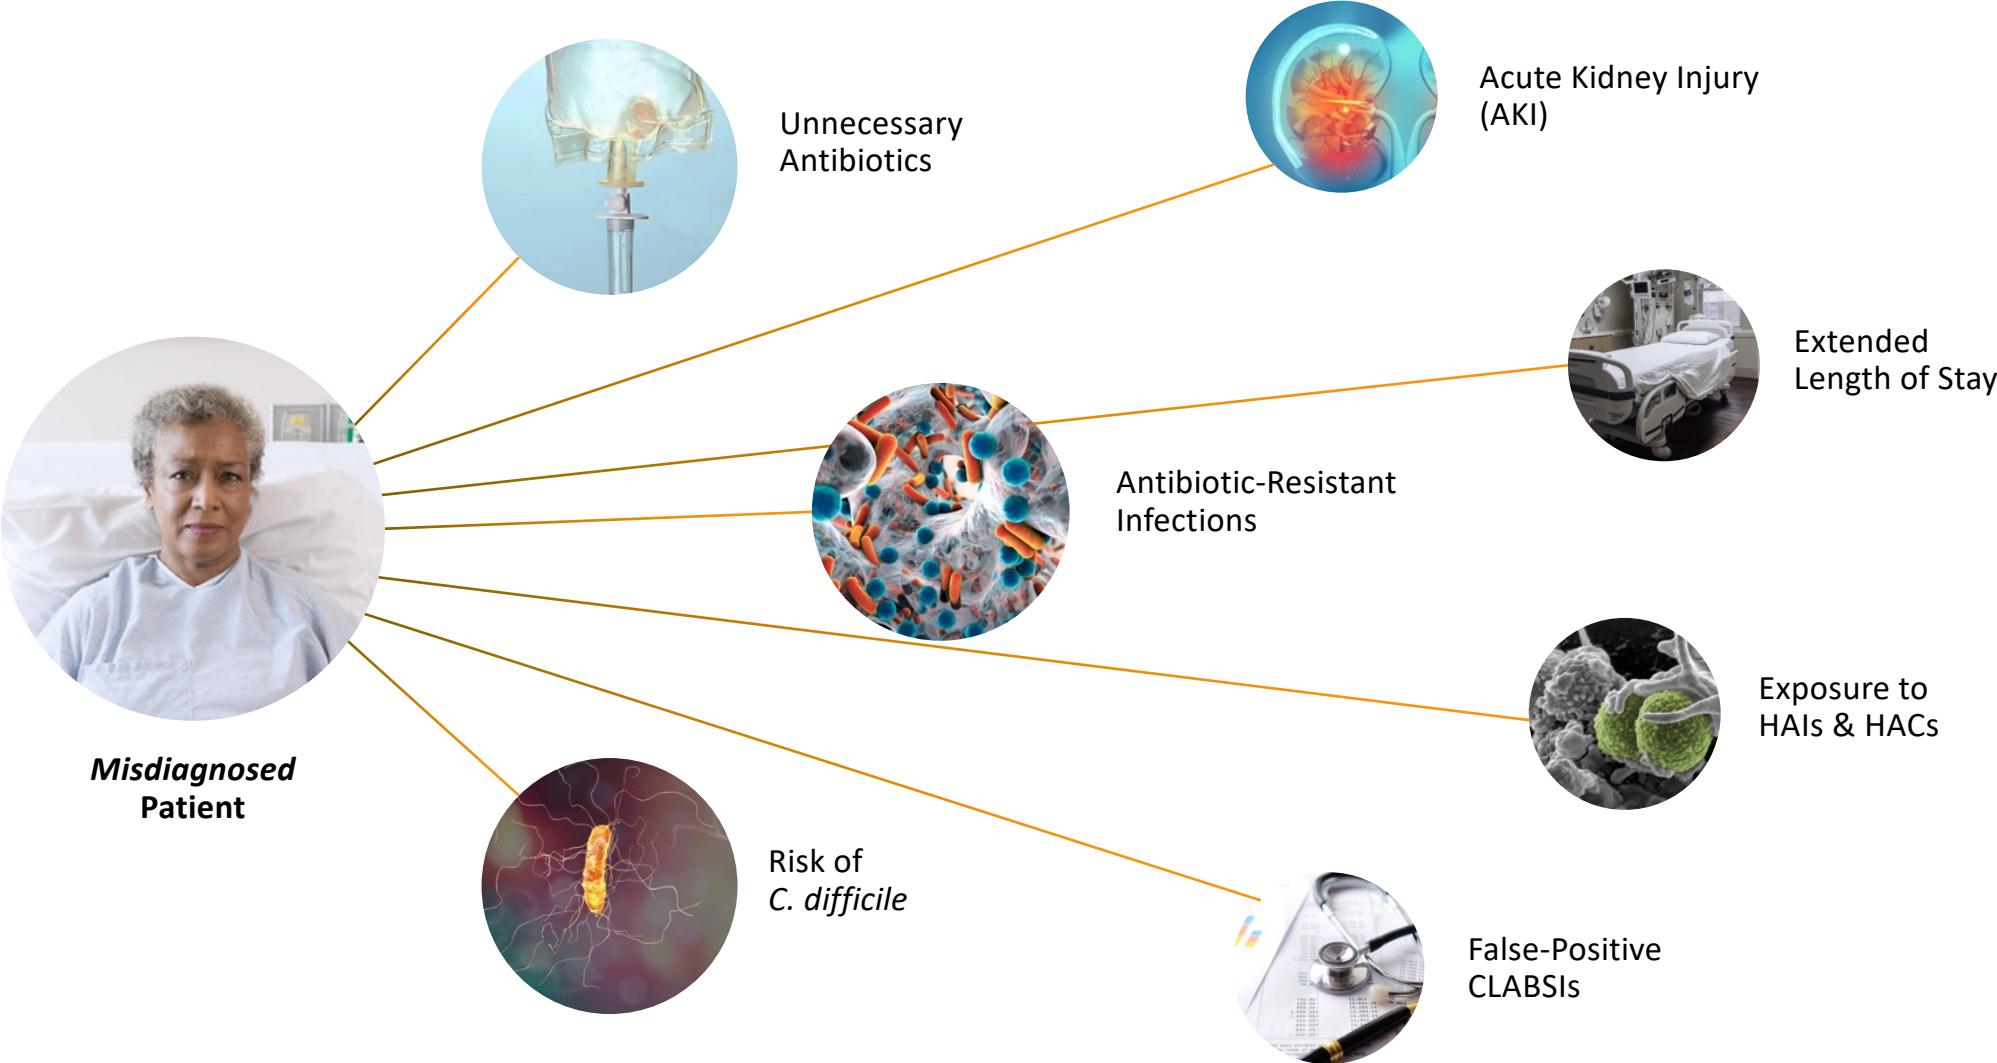 Unnecessary
Antibiotics
Acute Kidney Injury
(AKI)
Extended
Length of Stay
Antibiotic-Resistant
Infections
Exposure to
HAIs & HACs
Misdiagnosed
Patient
Risk of
C. difficile
False-Positive
CLABSIs